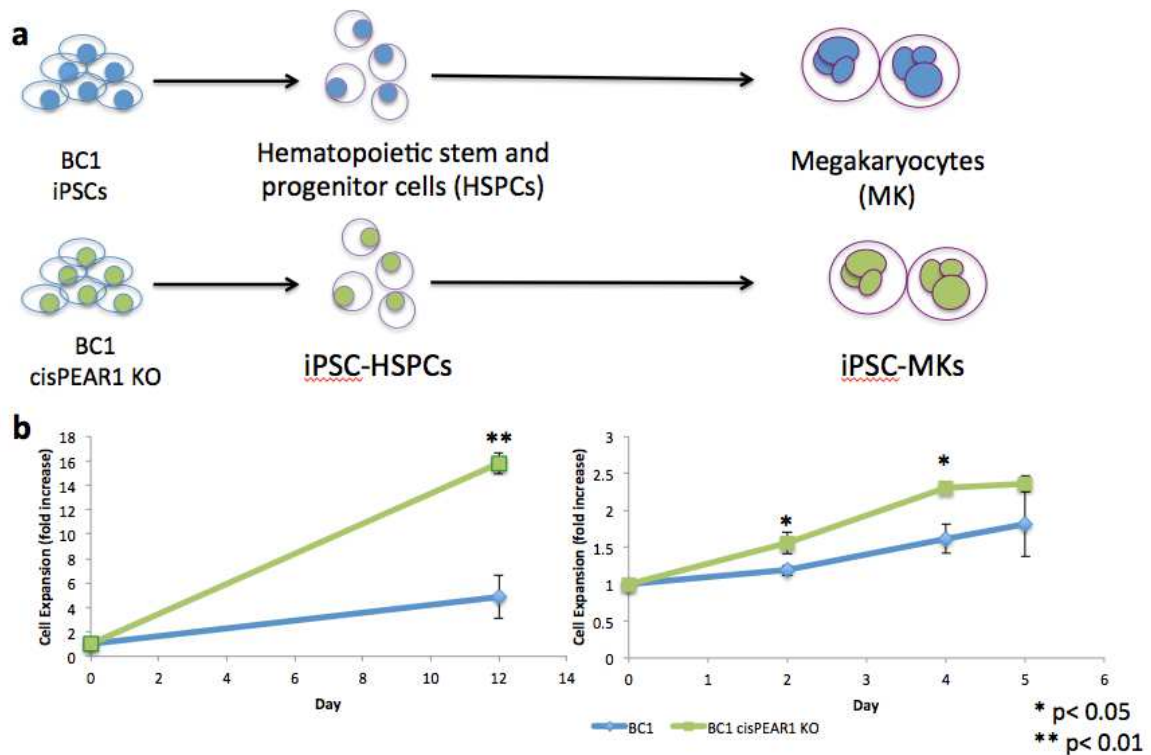 a
BC1
iPSCs
Hematopoietic stem and
progenitor cells (HSPCs)
Megakaryocytes
(MK)
BC1
cisPEAR1 KO
iPSC-HSPCs
iPSC-MKs
b
Cell Expansion (fold increase)
18
16
14
12
10
8
6
4
2
0
**
0 2 4 6 8 10 12 14
Day
Cell Expansion (fold increase)
3
2.5
2
1.5
1
0.5
0
*
*
0 1 2 3 4 5 6
Day
BC1 BC1 cisPEAR1 KO
* p< 0.05
** p< 0.01